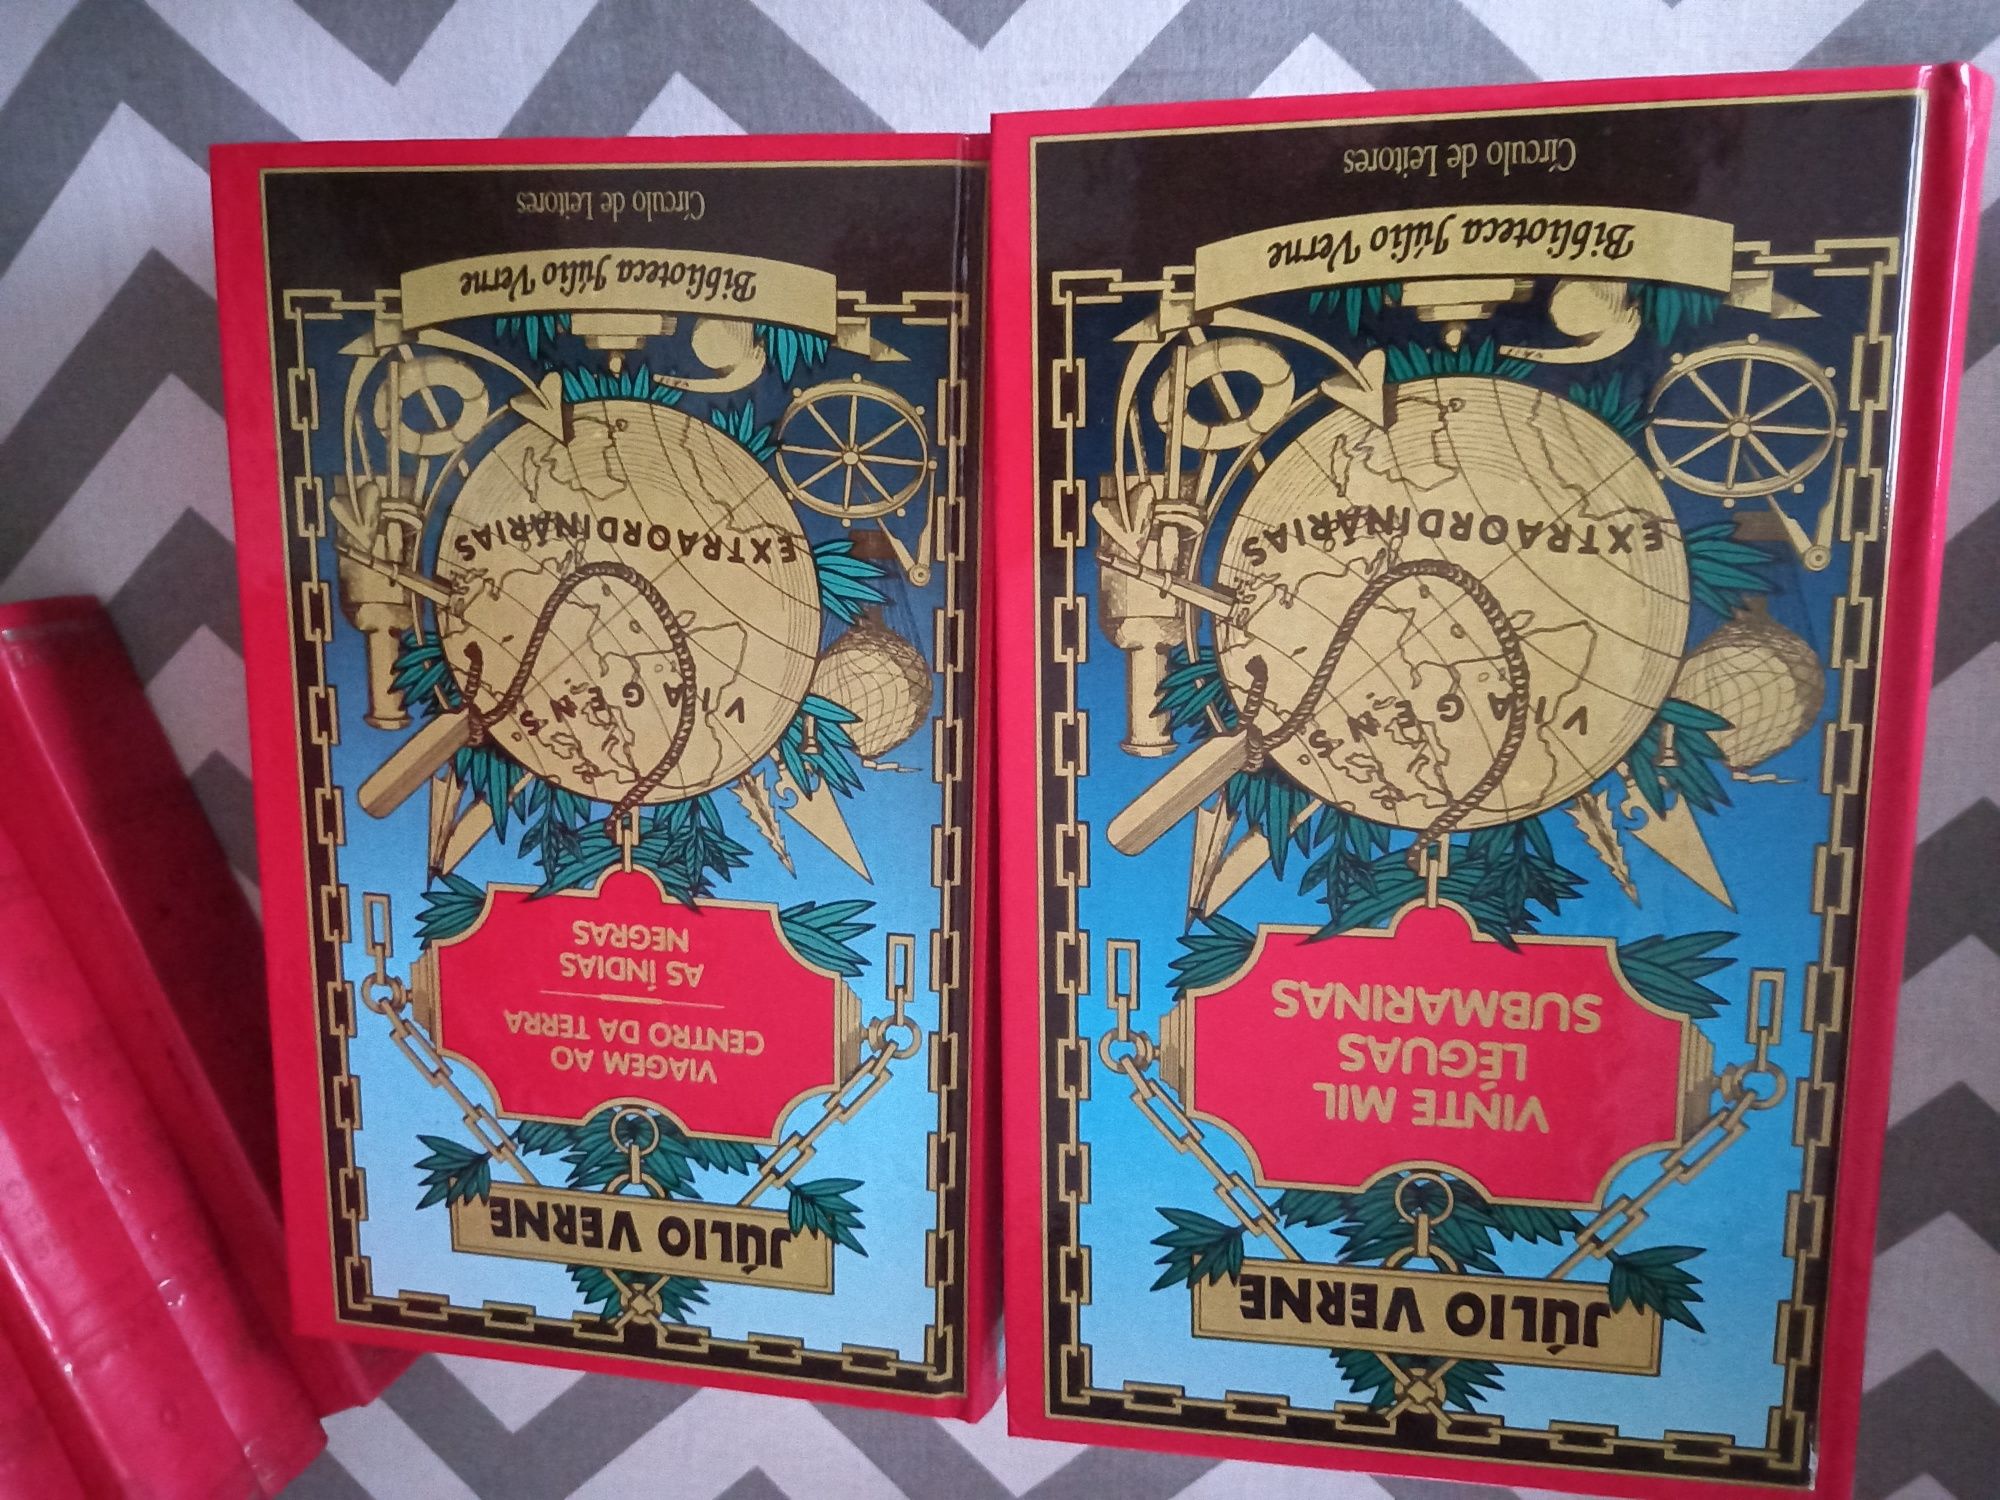 JÚLIO VERNE
VINTE MIL
LÉGUAS
SUBMARINAS
VIAGENS
EXTRAORDINÁRIAS
Biblioteca Júlio Verne
Círculo de Leitores
JÚLIO VERNE
VIAGEM AO
CENTRO DA TERRA
AS ÍNDIAS
NEGRAS
VIAGENS
EXTRAORDINÁRIAS
Biblioteca Júlio Verne
Círculo de Leitores